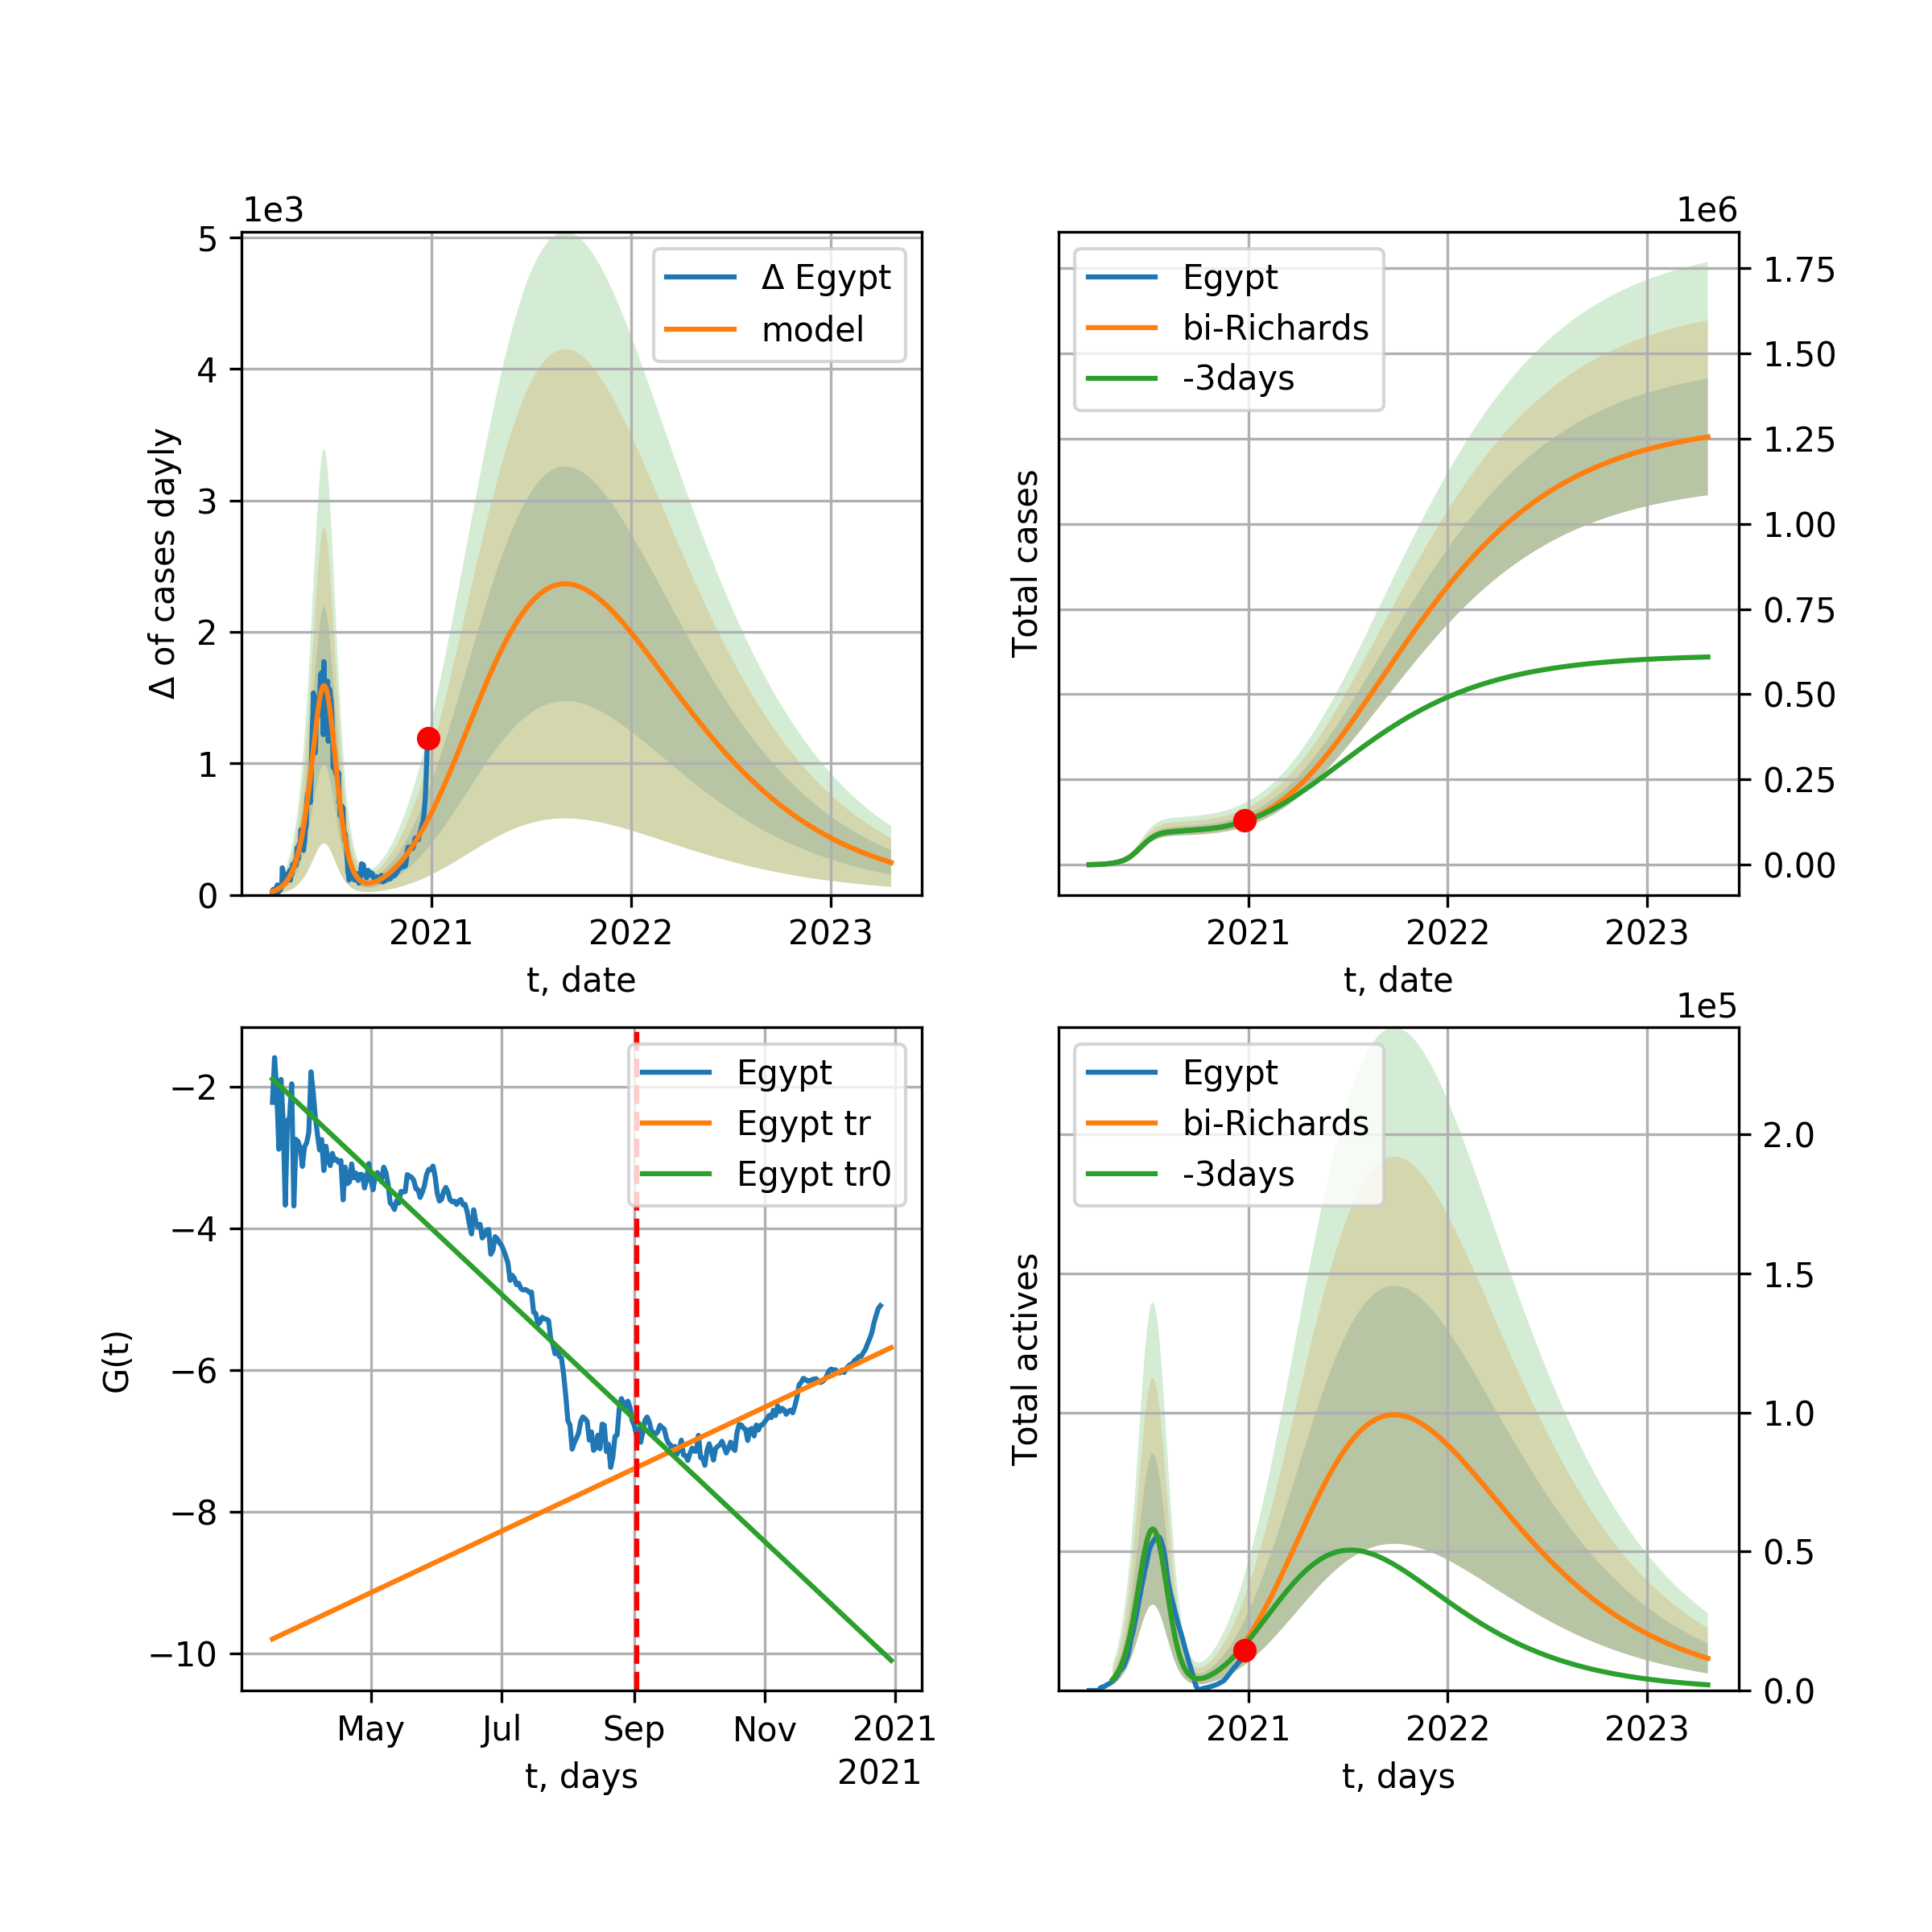 1e3
5
4
3
2
1
0
Δ of cases dayly
Δ Egypt
model
2021 2022 2023
t, date
1e6
Total cases
Egypt
bi-Richards
-3days
1.75
1.50
1.25
1.00
0.75
0.50
0.25
0.00
2021 2022 2023
t, date
−2
−4
−6
−8
−10
G(t)
Egypt
Egypt tr
Egypt tr0
May Jul Sep Nov 2021
t, days 2021
1e5
Total actives
Egypt
bi-Richards
-3days
2.0
1.5
1.0
0.5
0.0
2021 2022 2023
t, days